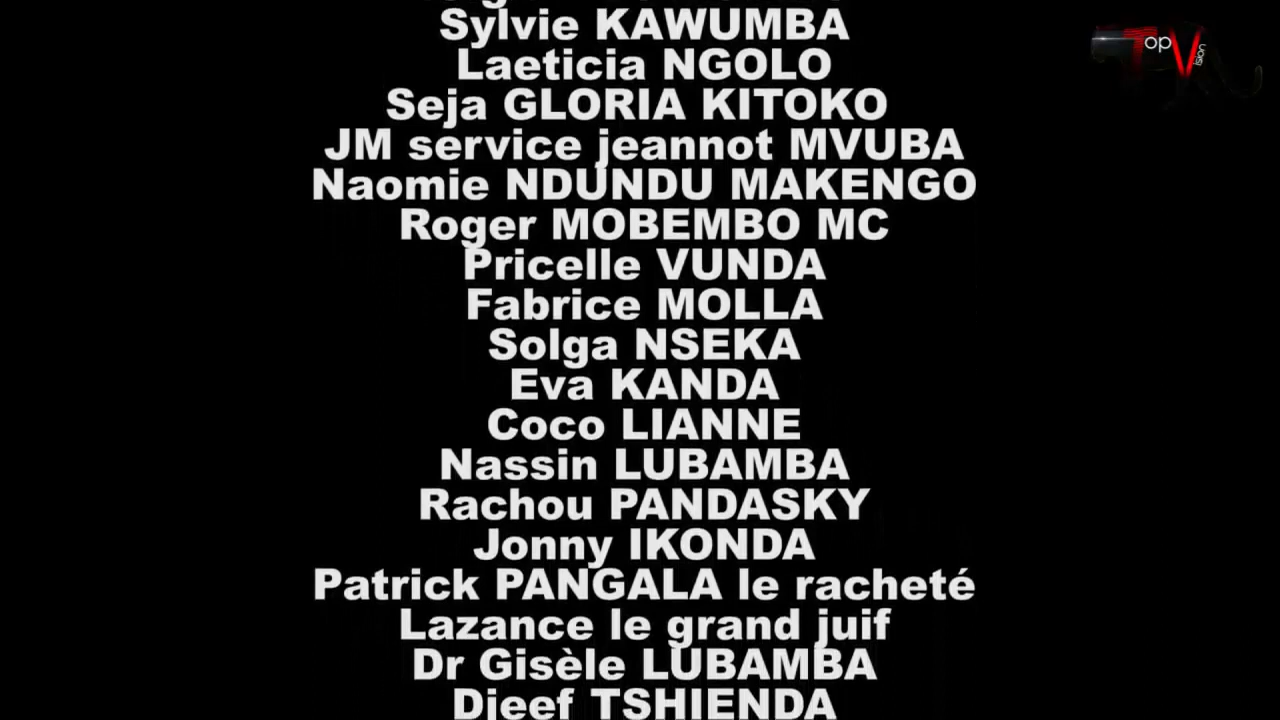 Sylvie KAWUMBA
Laeticia NGOLO
Seja GLORIA KITOKO
JM service jeannot MVUBA
Naomie NDUNDU MAKENGO
Roger MOBEMBO MC
Pricelle VUNDA
Fabrice MOLLA
Solga NSEKA
Eva KANDA
Coco LIANNE
Nassin LUBAMBA
Rachou PANDASKY
Jonny IKONDA
Patrick PANGALA le racheté
Lazance le grand juif
Dr Gisèle LUBAMBA
Djeef TSHIENDA
Top Vision